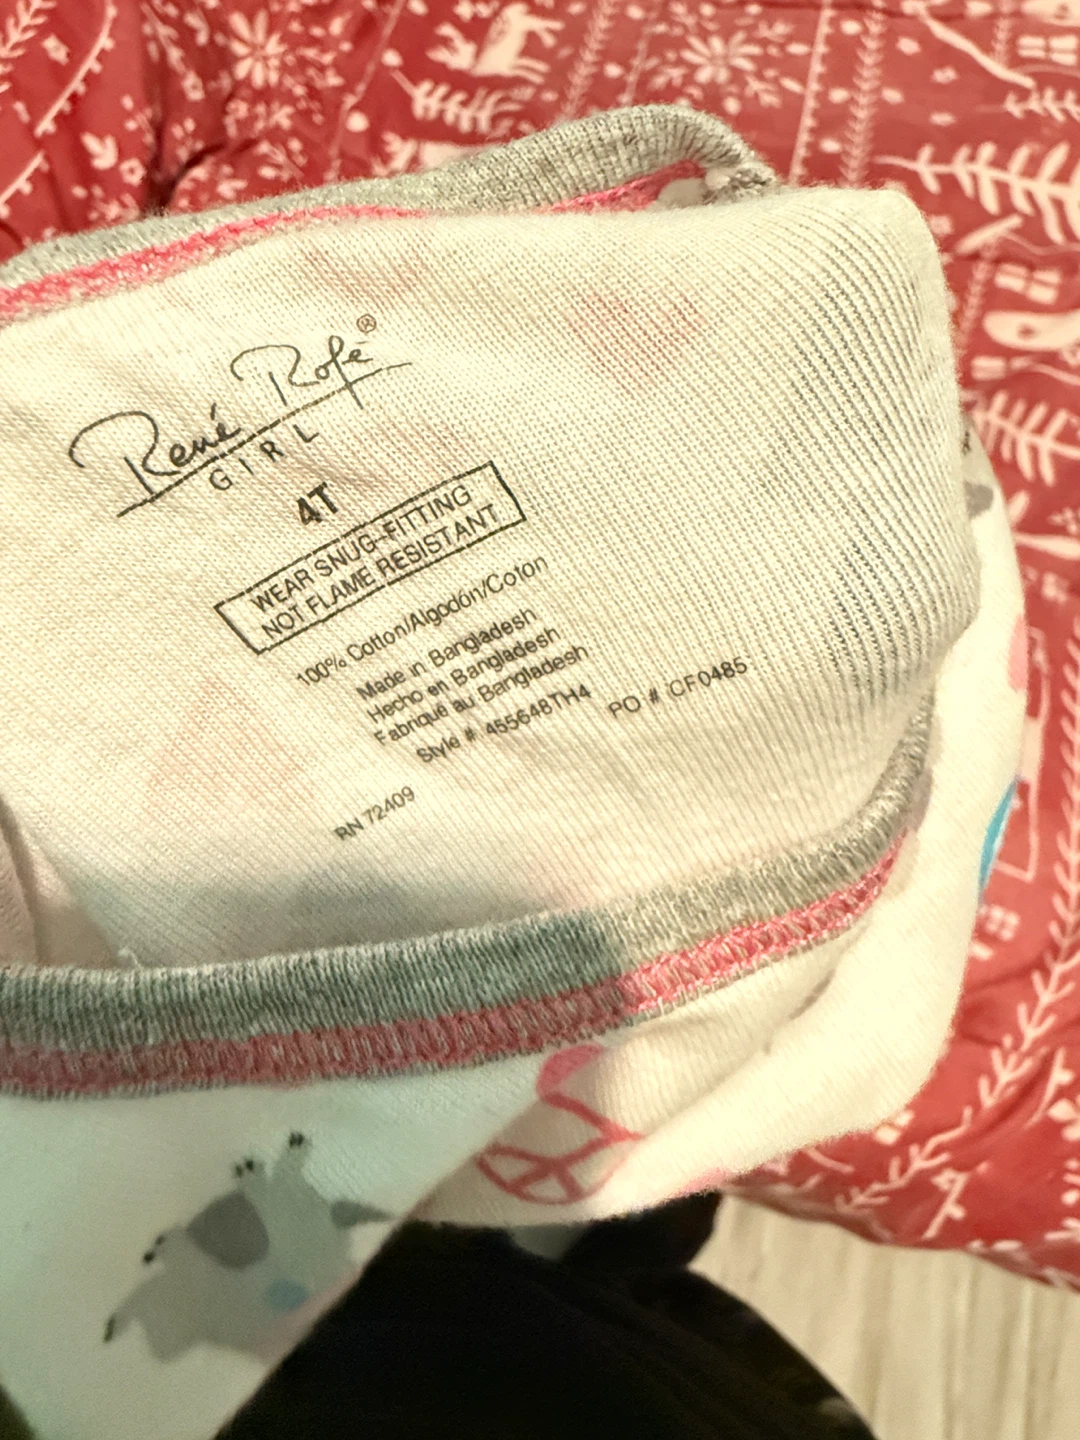 René Rofé®
GIRL
4T
WEAR SNUG-FITTING
NOT FLAME RESISTANT
100% Cotton/Algodón/Coton
Made in Bangladesh
Hecho en Bangladesh
Fabriqué au Bangladesh
Style #: 455648TH4
PO # CF0485
RN 72409